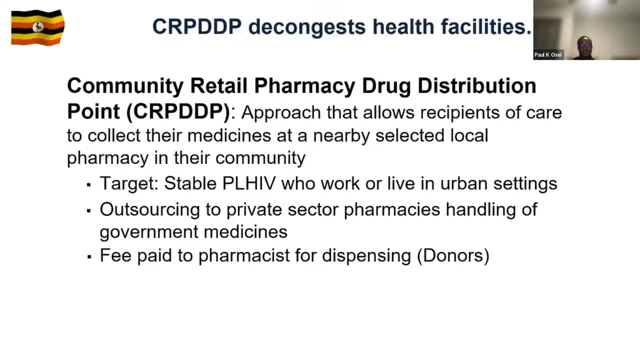 CRPDDP decongests health facilities.
Paul K Osei
Community Retail Pharmacy Drug Distribution
Point (CRPDDP): Approach that allows recipients of care
to collect their medicines at a nearby selected local
pharmacy in their community
▪ Target: Stable PLHIV who work or live in urban settings
▪ Outsourcing to private sector pharmacies handling of
government medicines
▪ Fee paid to pharmacist for dispensing (Donors)